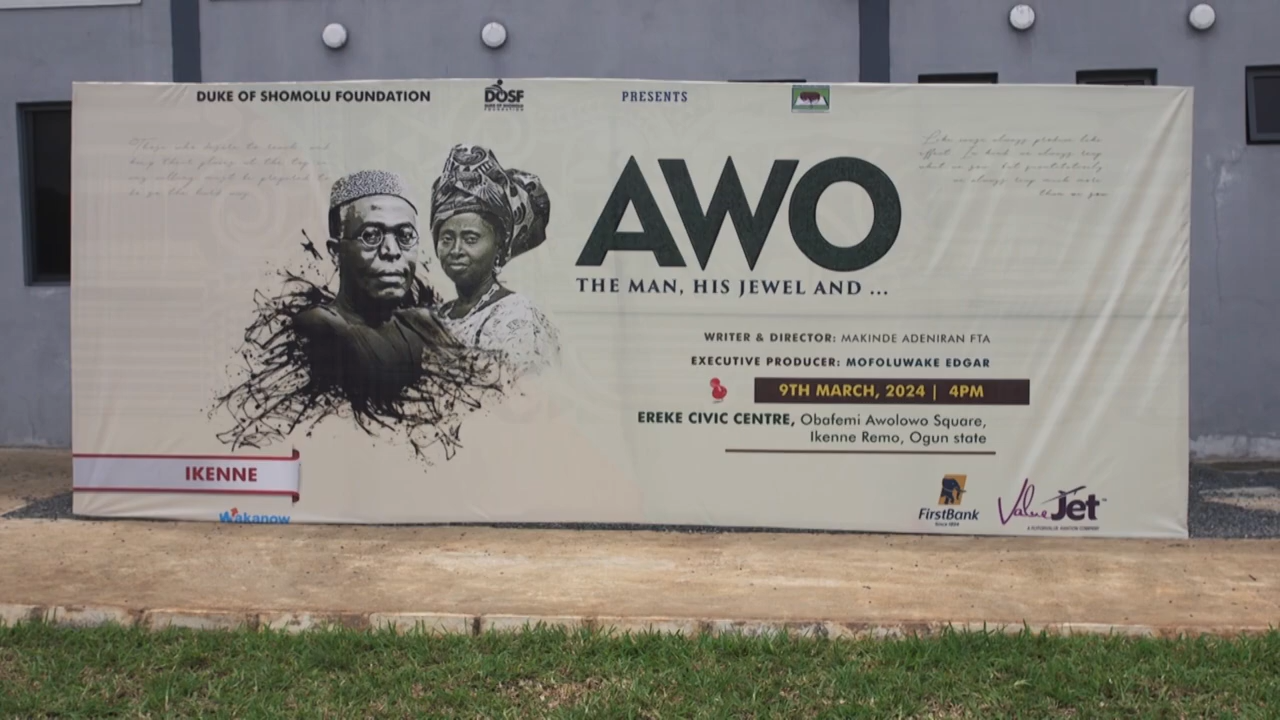 DUKE OF SHOMOLU FOUNDATION
DOSF
PRESENTS
AWO
THE MAN, HIS JEWEL AND ...
WRITER & DIRECTOR: MAKINDE ADENIRAN FTA
EXECUTIVE PRODUCER: MOFOLUWAKE EDGAR
9TH MARCH, 2024 | 4PM
EREKE CIVIC CENTRE, Obafemi Awolowo Square,
Ikenne Remo, Ogun state
IKENNE
Wakanow
FirstBank
Since 1894
ValueJet